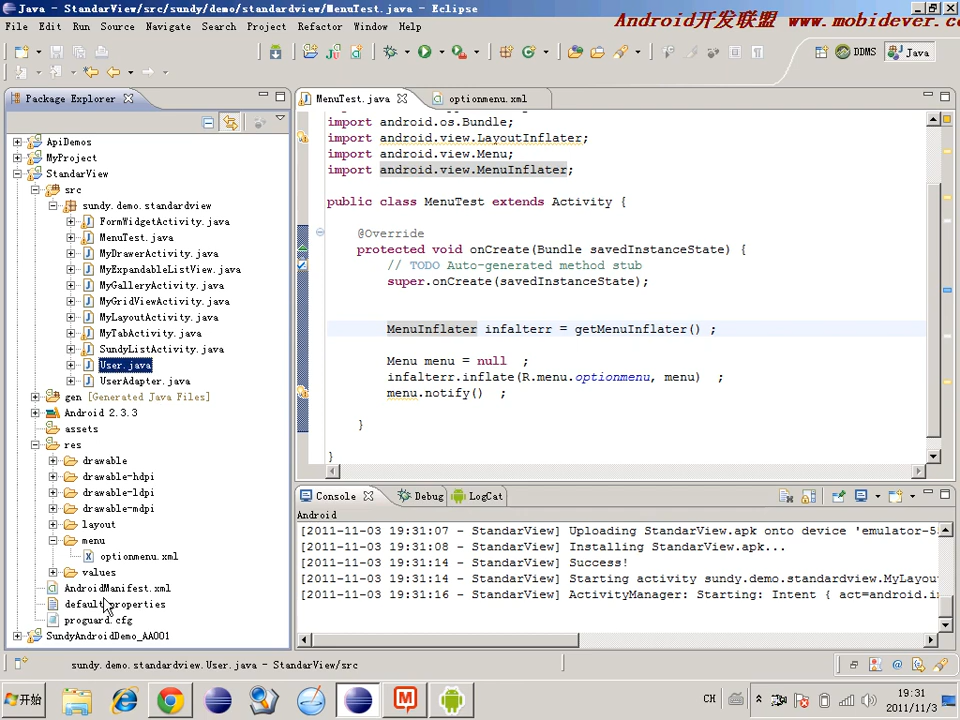 Java - StandarView/src/sundy/demo/standardview/MenuTest.java - Eclipse
Android开发联盟 www.mobidever.co
File Edit Run Source Navigate Search Project Refactor Window Help
DDMS Java
Package Explorer
MenuTest.java optionmenu.xml
ApiDemos
MyProject
StandarView
src
sundy.demo.standardview
FormWidgetActivity.java
MenuTest.java
MyDrawerActivity.java
MyExpandableListView.java
MyGalleryActivity.java
MyGridViewActivity.java
MyLayoutActivity.java
MyTabActivity.java
SundyListActivity.java
User.java
UserAdapter.java
gen [Generated Java Files]
Android 2.3.3
assets
res
drawable
drawable-hdpi
drawable-ldpi
drawable-mdpi
layout
menu
optionmenu.xml
values
AndroidManifest.xml
default.properties
proguard.cfg
SundyAndroidDemo_AA001
import android.os.Bundle;
import android.view.LayoutInflater;
import android.view.Menu;
import android.view.MenuInflater;
public class MenuTest extends Activity {
@Override
protected void onCreate(Bundle savedInstanceState) {
// TODO Auto-generated method stub
super.onCreate(savedInstanceState);
MenuInflater infalterr = getMenuInflater() ;
Menu menu = null ;
infalterr.inflate(R.menu.optionmenu, menu) ;
menu.notify() ;
}
}
Console Debug LogCat
Android
[2011-11-03 19:31:07 - StandarView] Uploading StandarView.apk onto device 'emulator-5
[2011-11-03 19:31:08 - StandarView] Installing StandarView.apk...
[2011-11-03 19:31:14 - StandarView] Success!
[2011-11-03 19:31:14 - StandarView] Starting activity sundy.demo.standardview.MyLayou
[2011-11-03 19:31:16 - StandarView] ActivityManager: Starting: Intent { act=android.i
sundy.demo.standardview.User.java - StandarView/src
开始
CH
19:31
2011/11/3